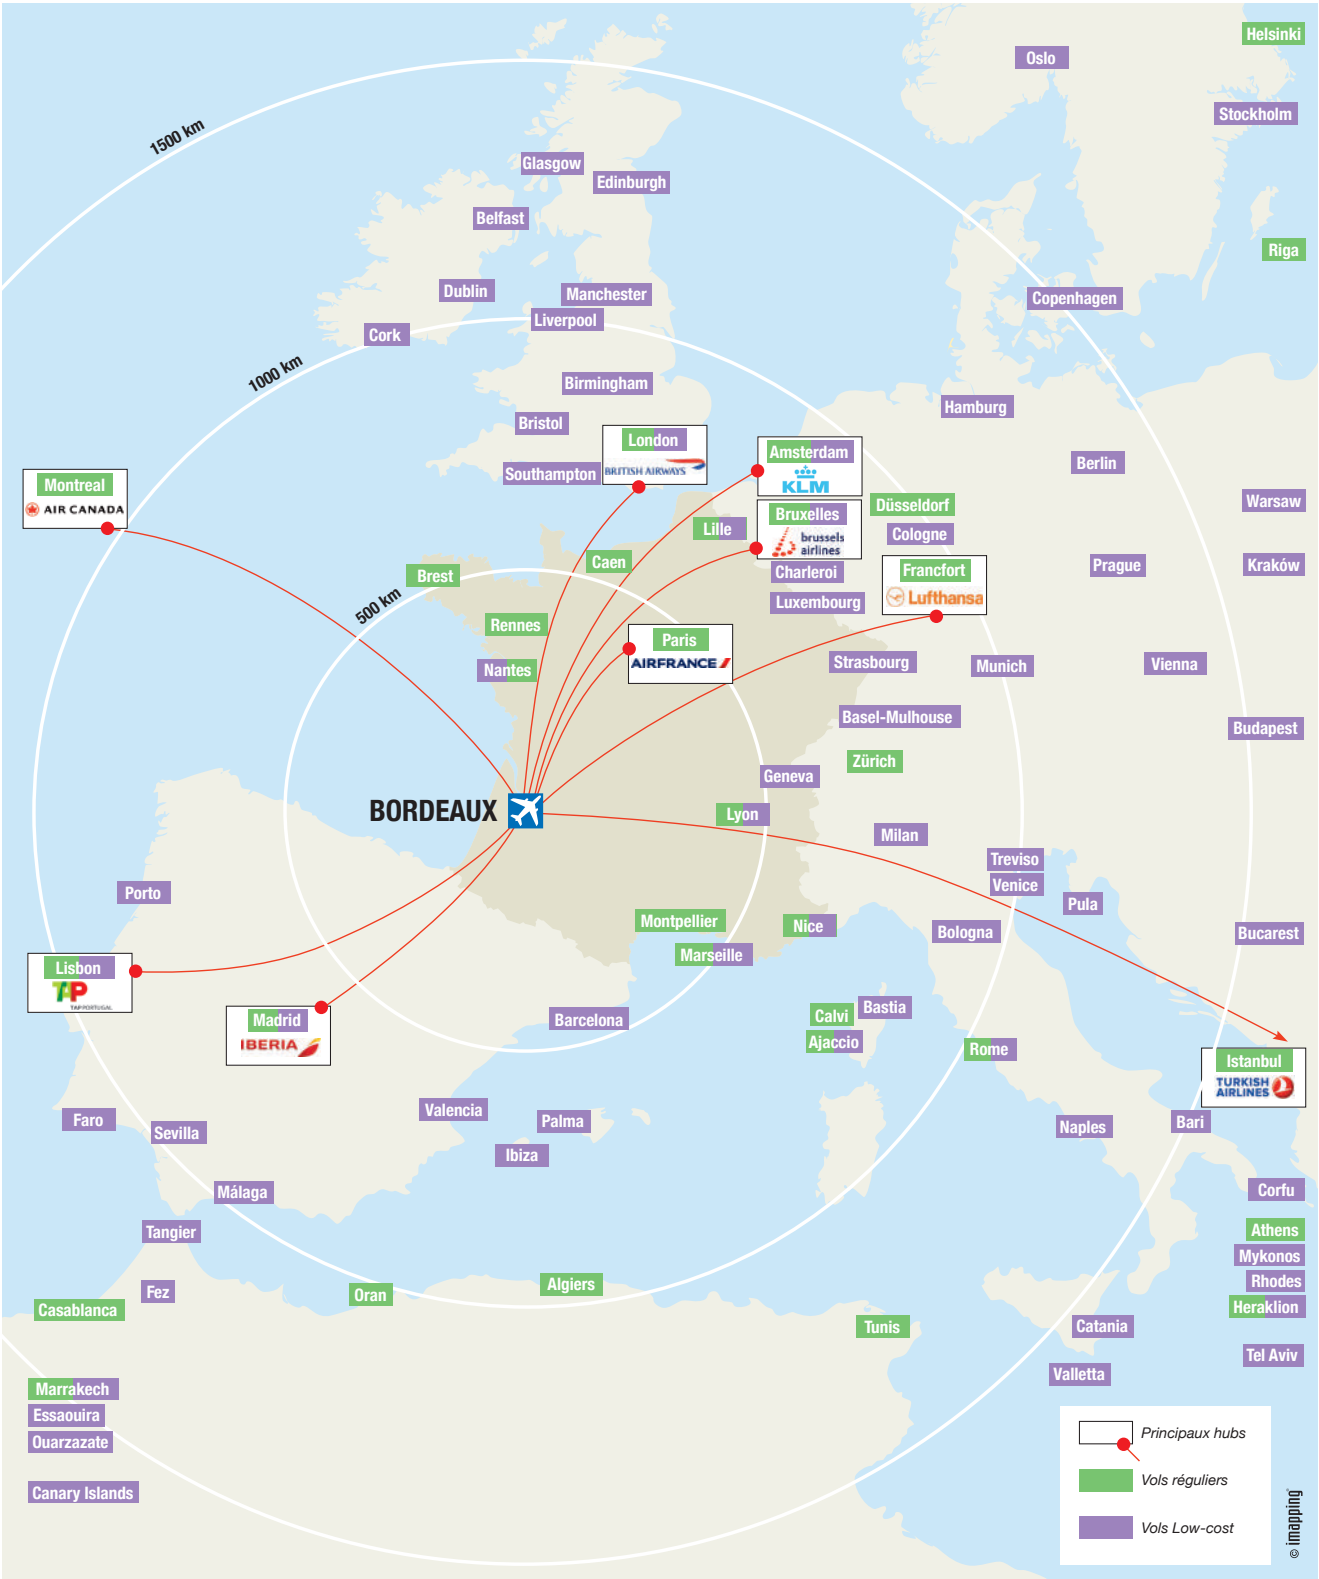 Helsinki
Oslo
Stockholm
1500 km
Glasgow
Edinburgh
Belfast
Riga
Dublin
Manchester
Copenhagen
Liverpool
Cork
1000 km
Birmingham
Hamburg
Bristol
London
BRITISH AIRWAYS
Amsterdam
KLM
Berlin
Southampton
Montreal
AIR CANADA
Warsaw
Düsseldorf
Bruxelles
brussels
airlines
Lille
Cologne
Caen
Prague
Kraków
Brest
Charleroi
Francfort
Lufthansa
500 km
Luxembourg
Rennes
Paris
AIRFRANCE
Nantes
Strasbourg
Munich
Vienna
Basel-Mulhouse
Budapest
Zürich
Geneva
BORDEAUX
Lyon
Milan
Treviso
Venice
Porto
Pula
Montpellier
Nice
Bologna
Bucarest
Marseille
Lisbon
TAP
TAP PORTUGAL
Bastia
Calvi
Madrid
IBERIA
Barcelona
Ajaccio
Rome
Istanbul
TURKISH
AIRLINES
Valencia
Faro
Palma
Bari
Sevilla
Naples
Ibiza
Málaga
Corfu
Tangier
Athens
Mykonos
Fez
Algiers
Rhodes
Oran
Casablanca
Heraklion
Tunis
Catania
Tel Aviv
Valletta
Marrakech
Essaouira
Ouarzazate
Canary Islands
Principaux hubs
Vols réguliers
Vols Low-cost
© imapping